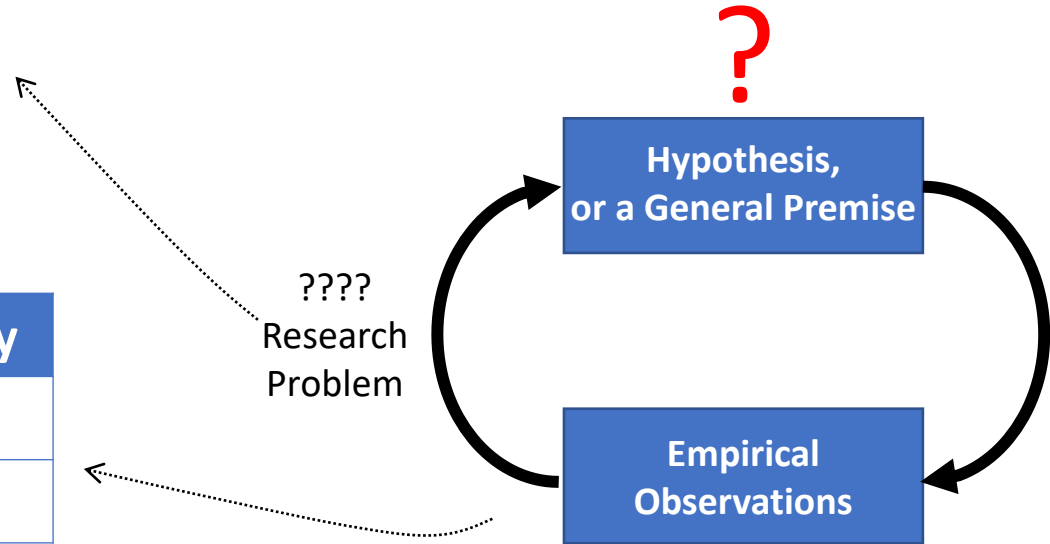 ?
Hypothesis,
or a General Premise
????
Research
Problem
y
Empirical
Observations